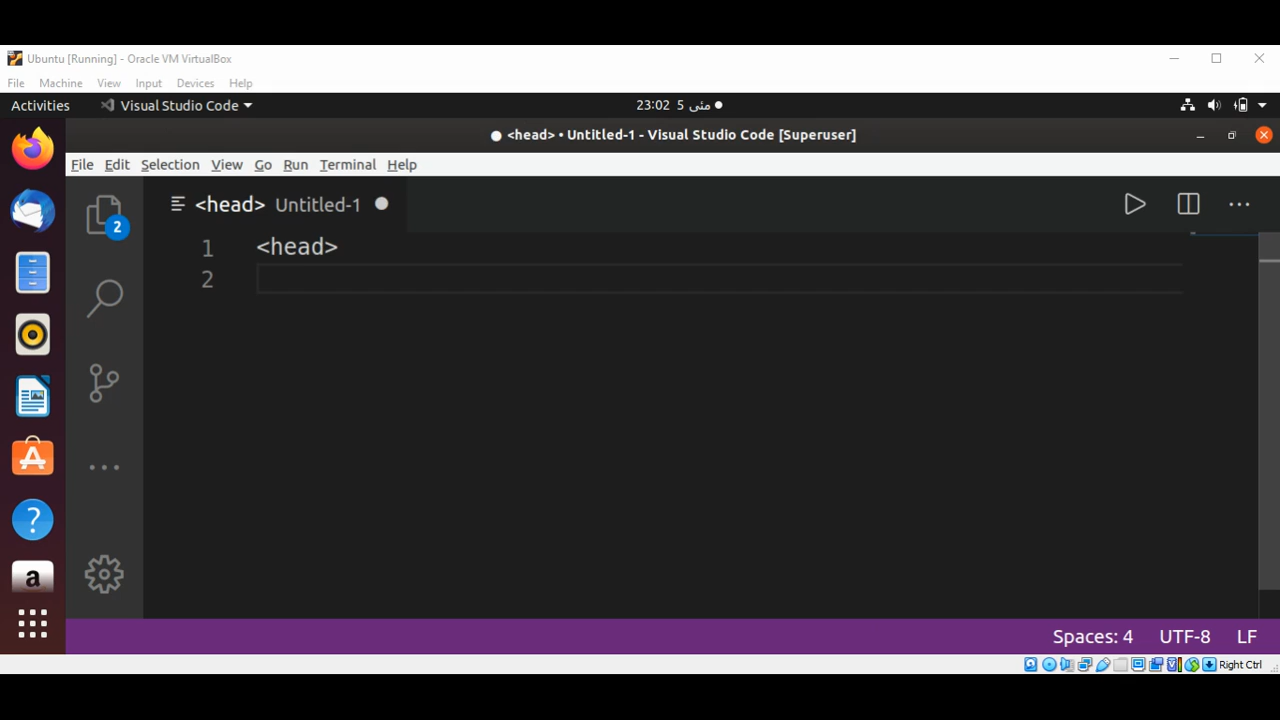 Ubuntu [Running] - Oracle VM VirtualBox
File Machine View Input Devices Help
Activities Visual Studio Code 23:02 5 مئی
<head> • Untitled-1 - Visual Studio Code [Superuser]
File Edit Selection View Go Run Terminal Help
<head> Untitled-1
2
1 <head>
2
a
Spaces: 4 UTF-8 LF
Right Ctrl